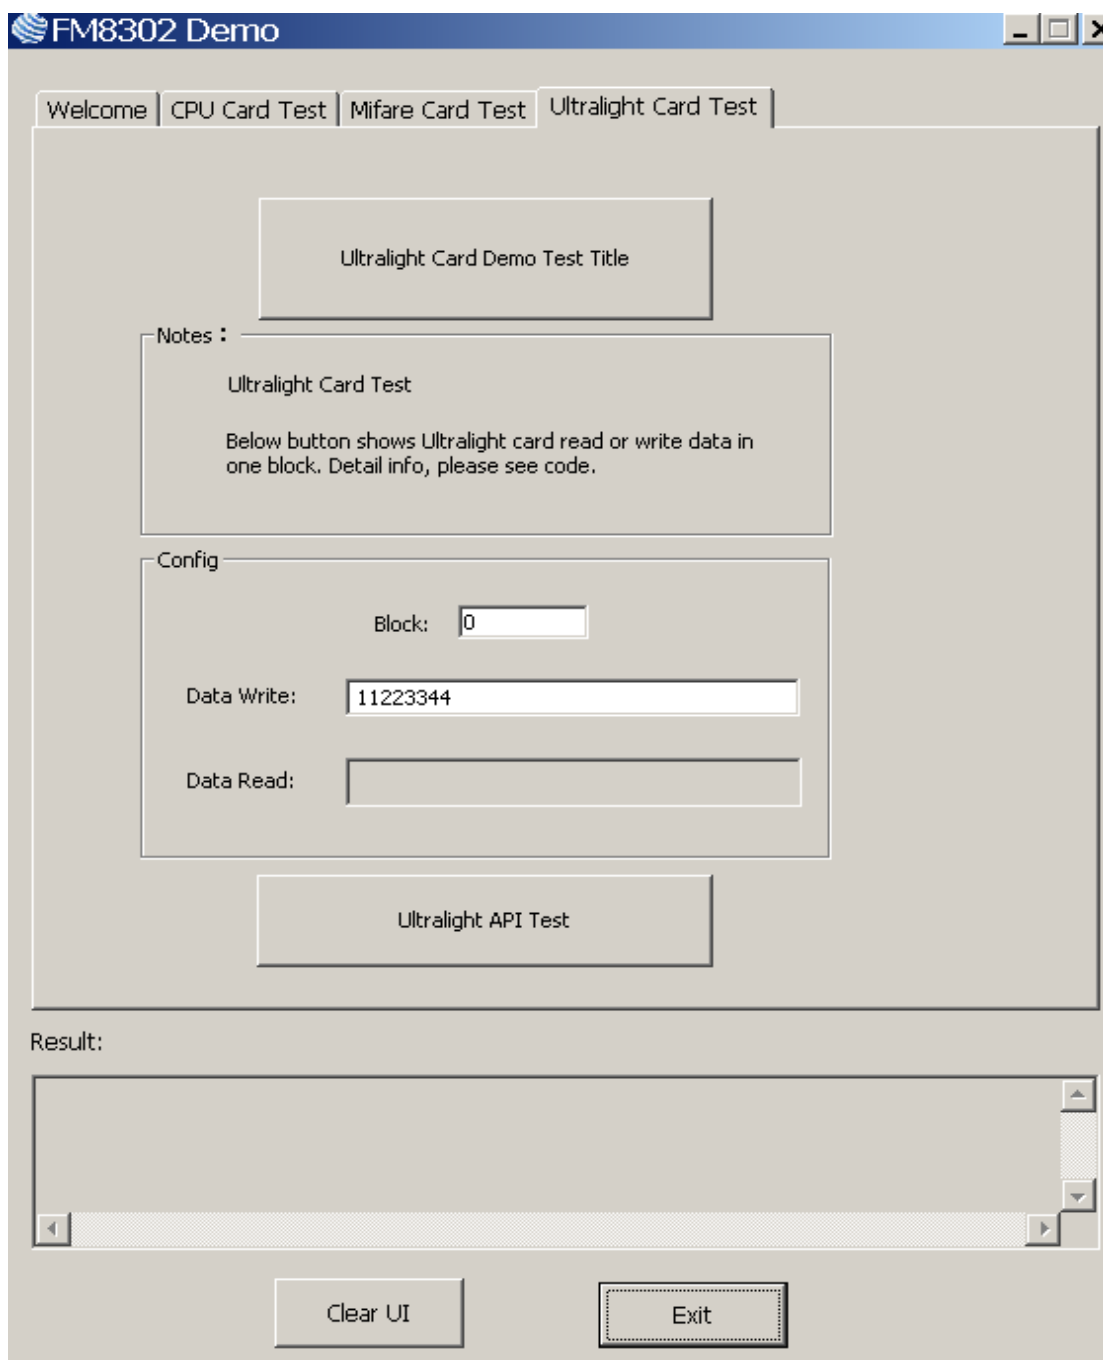 FM8302 Demo
Welcome CPU Card Test Mifare Card Test Ultralight Card Test
Ultralight Card Demo Test Title
Notes：
Ultralight Card Test
Below button shows Ultralight card read or write data in
one block. Detail info, please see code.
Config
Block: 0
Data Write: 11223344
Data Read:
Ultralight API Test
Result:
Clear UI Exit